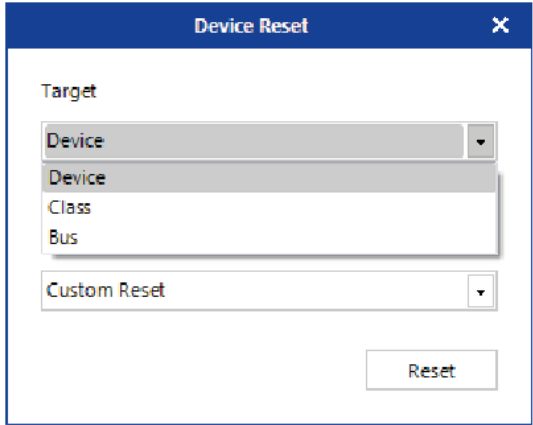 Device Reset
Target
Device
Device
Class
Bus
Custom Reset
Reset